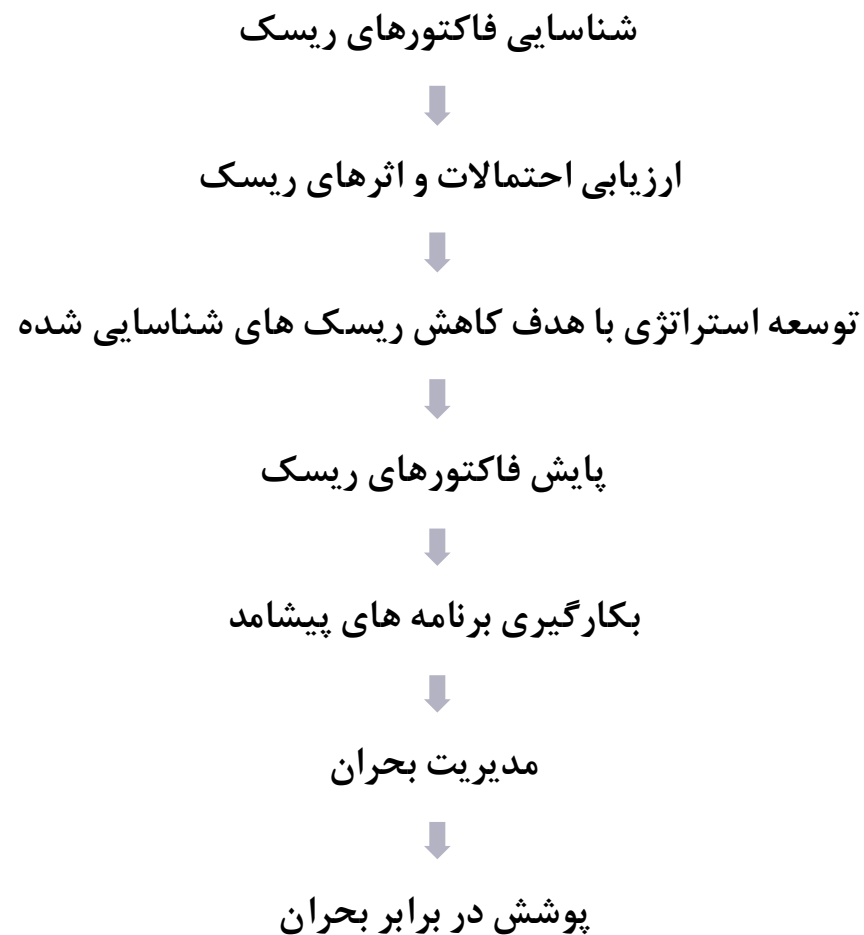 شناسایی فاکتورهای ریسک
ارزیابی احتمالات و اثرهای ریسک
توسعه استراتژی با هدف کاهش ریسک های شناسایی شده
پایش فاکتورهای ریسک
بکارگیری برنامه های پیشامد
مدیریت بحران
پوشش در برابر بحران